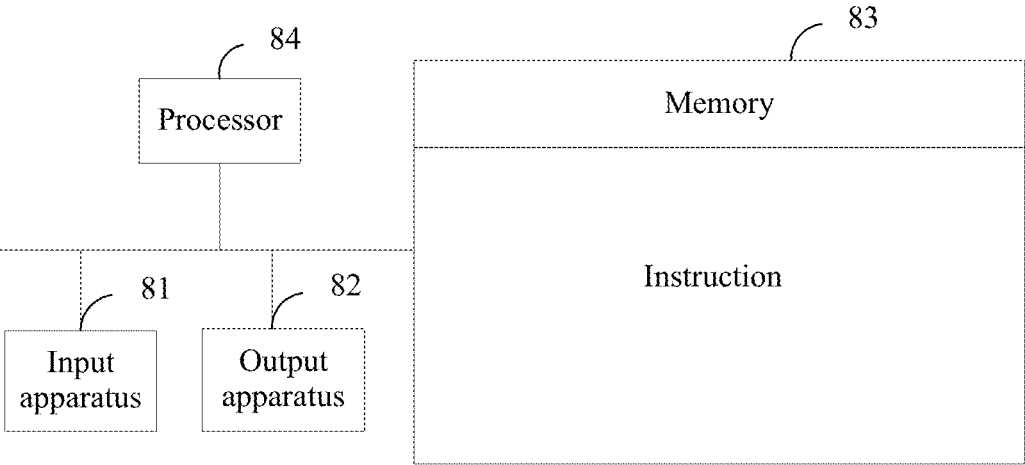 84
Processor
83
Memory
Instruction
81
Input
apparatus
82
Output
apparatus